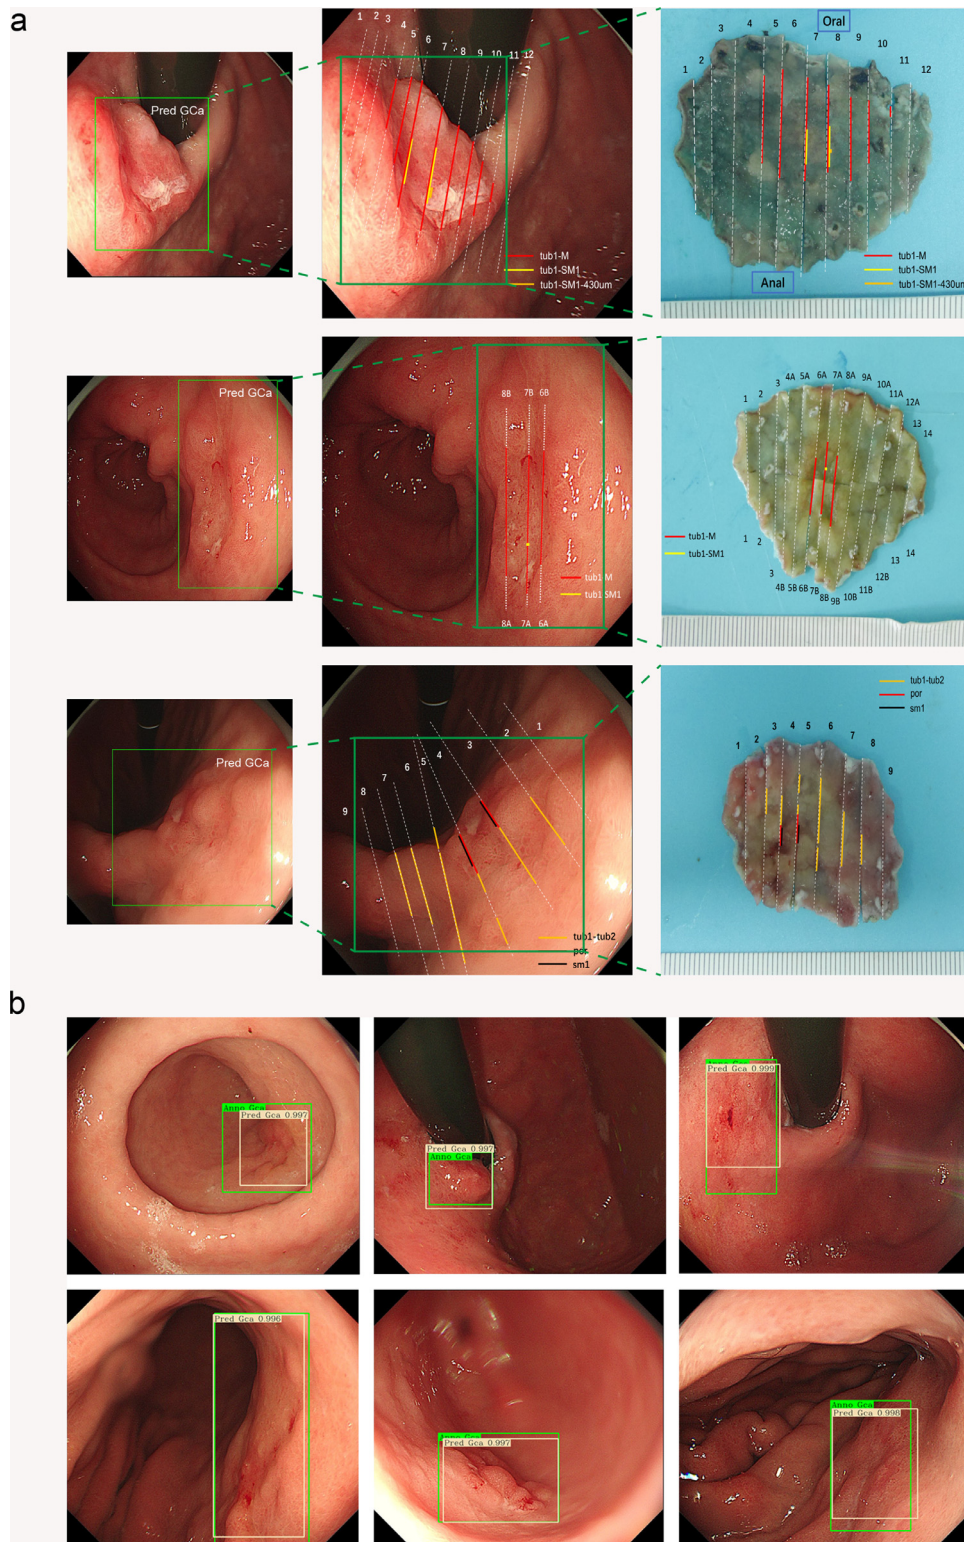 a
Pred GCa
1 2 3 4 5 6 7 8 9 10 11 12
tub1-M
tub1-SM1
tub1-SM1-430um
Oral
1 2 3 4 5 6 7 8 9 10 11 12
Anal
tub1-M
tub1-SM1
tub1-SM1-430um
Pred GCa
8B 7B 6B
tub1-M
tub1-SM1
8A 7A 6A
1 2 3 4A 5A 6A 7A 8A 9A 10A 11A 12A 13 14
tub1-M
tub1-SM1
1 2 3 4B 5B 6B 7B 8B 9B 10B 11B 12B 13 14
Pred GCa
9 8 7 6 5 4 3 2 1
tub1-tub2
por
sm1
tub1-tub2
por
sm1
1 2 3 4 5 6 7 8 9
b
Anno Gca
Pred Gca 0.997
Pred Gca 0.997
Anno Gca
Anno Gca
Pred Gca 0.999
Pred Gca 0.996
Anno Gca
Pred Gca 0.997
Anno Gca
Pred Gca 0.998